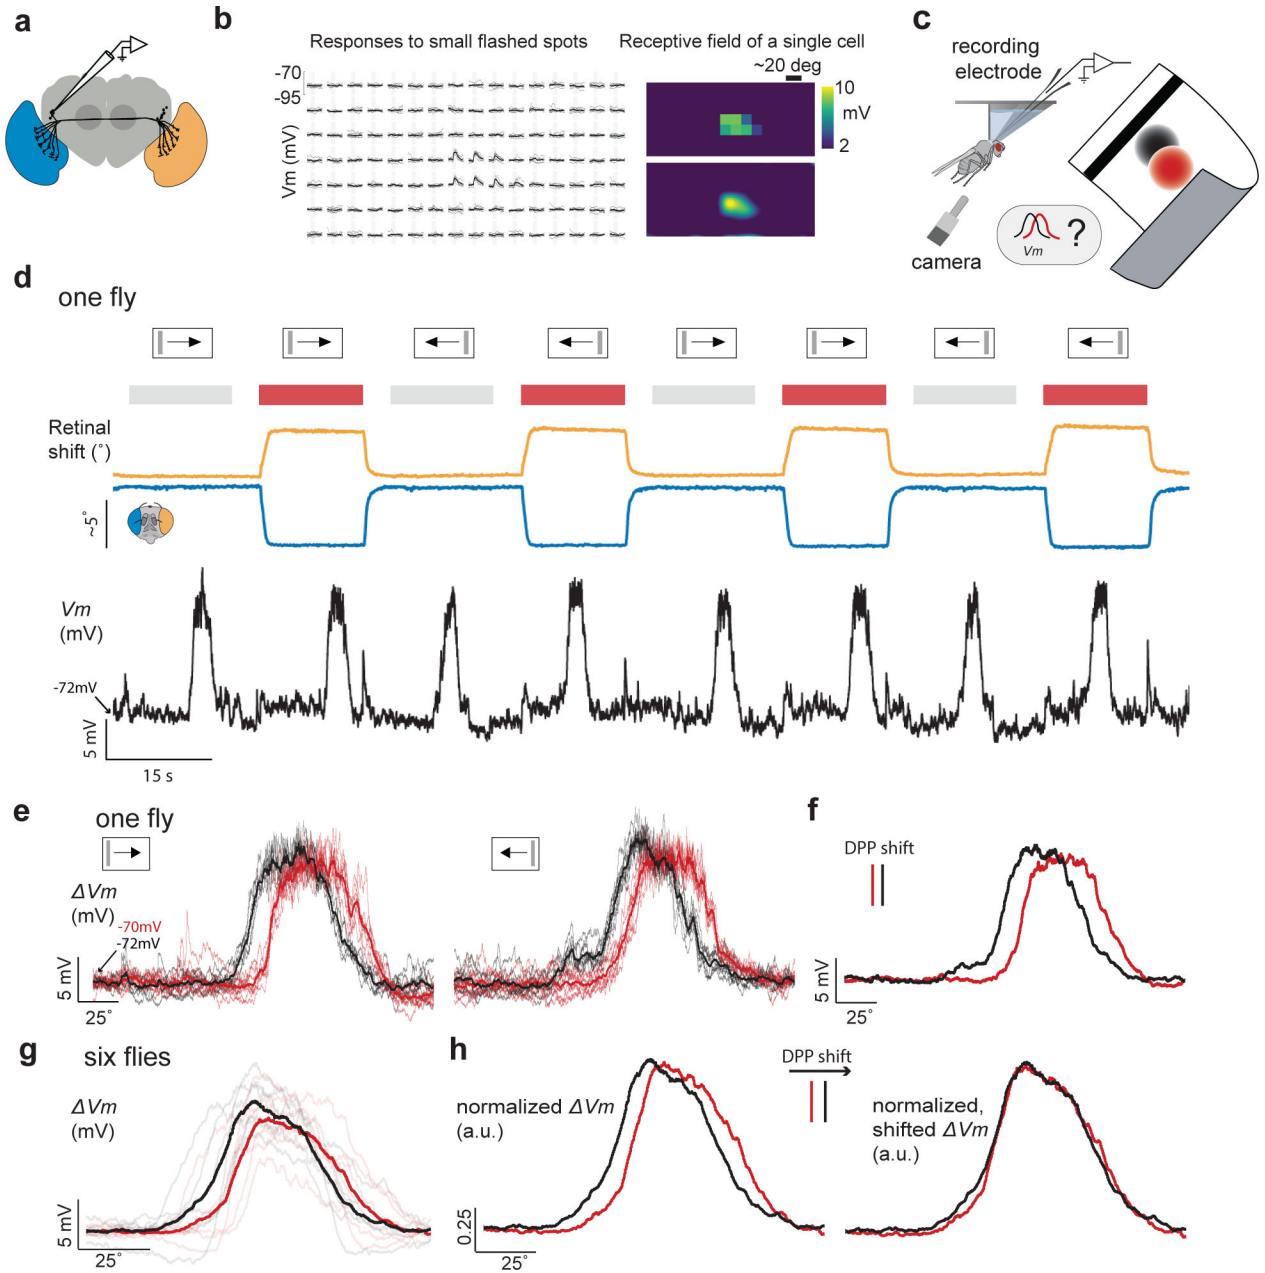 a
b
Responses to small flashed spots
-70
-95
Vm (mV)
Receptive field of a single cell
~20 deg
10
mV
2
c
recording
electrode
camera
Vm
?
d
one fly
Retinal
shift (˚)
~5˚
Vm
(mV)
-72mV
5 mV
15 s
e
one fly
ΔVm
(mV)
-70mV
-72mV
5 mV
25˚
f
DPP shift
5 mV
25˚
g
six flies
ΔVm
(mV)
5 mV
25˚
h
normalized ΔVm
(a.u.)
0.25
25˚
DPP shift
normalized,
shifted ΔVm
(a.u.)